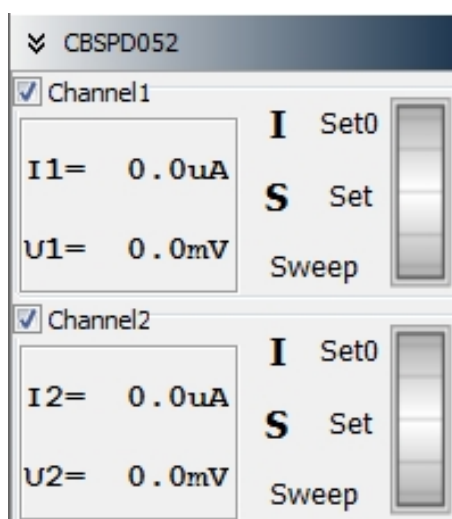 CBSPD052
Channel1
I Set0
I1= 0.0uA
S Set
U1= 0.0mV
Sweep
Channel2
I Set0
I2= 0.0uA
S Set
U2= 0.0mV
Sweep